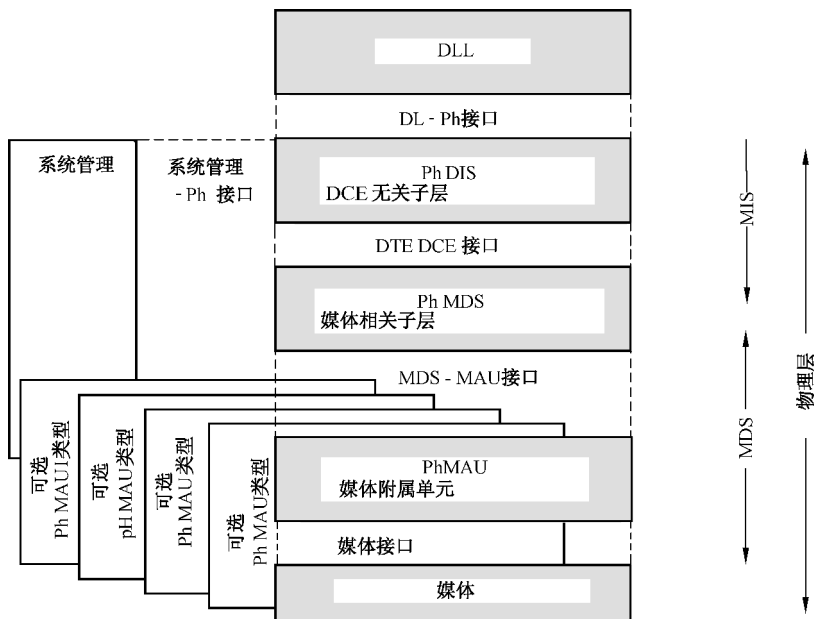 DLL
DL - Ph接口
系统管理
系统管理
- Ph 接口
Ph DIS
DCE 无关子层
DTE DCE 接口
Ph MDS
媒体相关子层
MDS - MAU接口
可选
Ph MAU1类型
可选
pH MAU类型
可选
Ph MAU类型
可选
Ph MAU类型
PhMAU
媒体附属单元
媒体接口
媒体
MIS
MDS
物理层